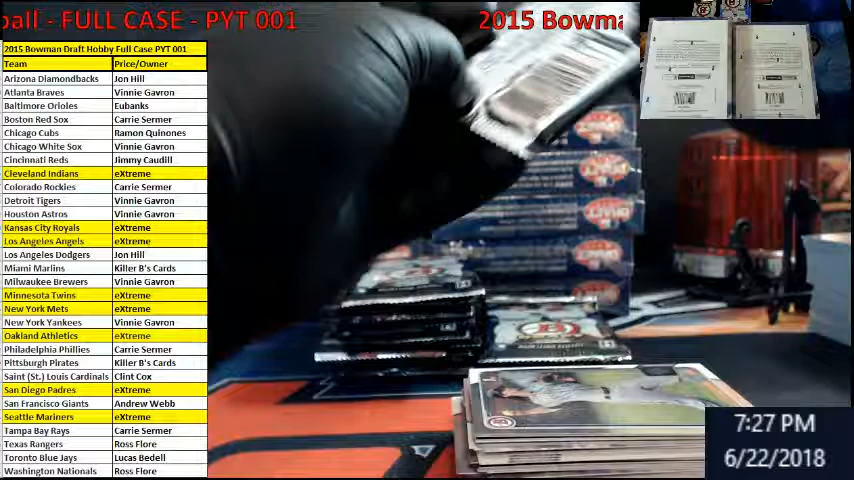 ball - FULL CASE - PYT 001
2015 Bowma
2015 Bowman Draft Hobby Full Case PYT 001
Team Price/Owner
Arizona Diamondbacks Jon Hill
Atlanta Braves Vinnie Gavron
Baltimore Orioles Eubanks
Boston Red Sox Carrie Sermer
Chicago Cubs Ramon Quinones
Chicago White Sox Vinnie Gavron
Cincinnati Reds Jimmy Caudill
Cleveland Indians eXtreme
Colorado Rockies Carrie Sermer
Detroit Tigers Vinnie Gavron
Houston Astros Vinnie Gavron
Kansas City Royals eXtreme
Los Angeles Angels eXtreme
Los Angeles Dodgers Jon Hill
Miami Marlins Killer B's Cards
Milwaukee Brewers Vinnie Gavron
Minnesota Twins eXtreme
New York Mets eXtreme
New York Yankees Vinnie Gavron
Oakland Athletics eXtreme
Philadelphia Phillies Carrie Sermer
Pittsburgh Pirates Killer B's Cards
Saint (St.) Louis Cardinals Clint Cox
San Diego Padres eXtreme
San Francisco Giants Andrew Webb
Seattle Mariners eXtreme
Tampa Bay Rays Carrie Sermer
Texas Rangers Ross Flore
Toronto Blue Jays Lucas Bedell
Washington Nationals Ross Flore
DRAFT
7:27 PM
6/22/2018